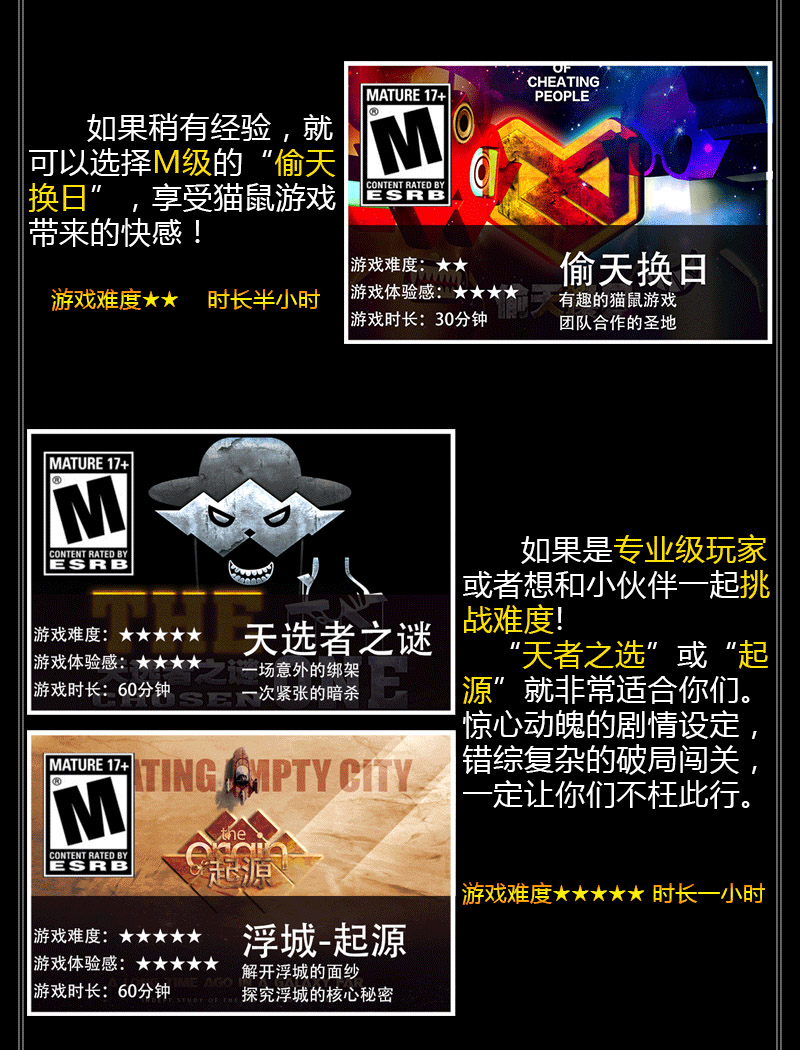 如果稍有经验，就
可以选择M级的“偷天
换日”，享受猫鼠游戏
带来的快感！
游戏难度★★ 时长半小时
OF
CHEATING
PEOPLE
MATURE 17+
M
®
CONTENT RATED BY
ESRB
游戏难度：★★
游戏体验感：★★★★
游戏时长：30分钟
偷天换日
有趣的猫鼠游戏
团队合作的圣地
MATURE 17+
M
®
CONTENT RATED BY
ESRB
THE
CHOSEN ONE
游戏难度：★★★★★
游戏体验感：★★★★
游戏时长：60分钟
天选者之谜
一场意外的绑架
一次紧张的暗杀
如果是专业级玩家
或者想和小伙伴一起挑
战难度!
“天者之选”或“起
源”就非常适合你们。
惊心动魄的剧情设定，
错综复杂的破局闯关，
一定让你们不枉此行。
游戏难度★★★★★ 时长一小时
MATURE 17+
M
®
CONTENT RATED BY
ESRB
ATING EMPTY CITY
the
Origin
起源
游戏难度：★★★★★
游戏体验感：★★★★★
游戏时长：60分钟
浮城-起源
解开浮城的面纱
探究浮城的核心秘密